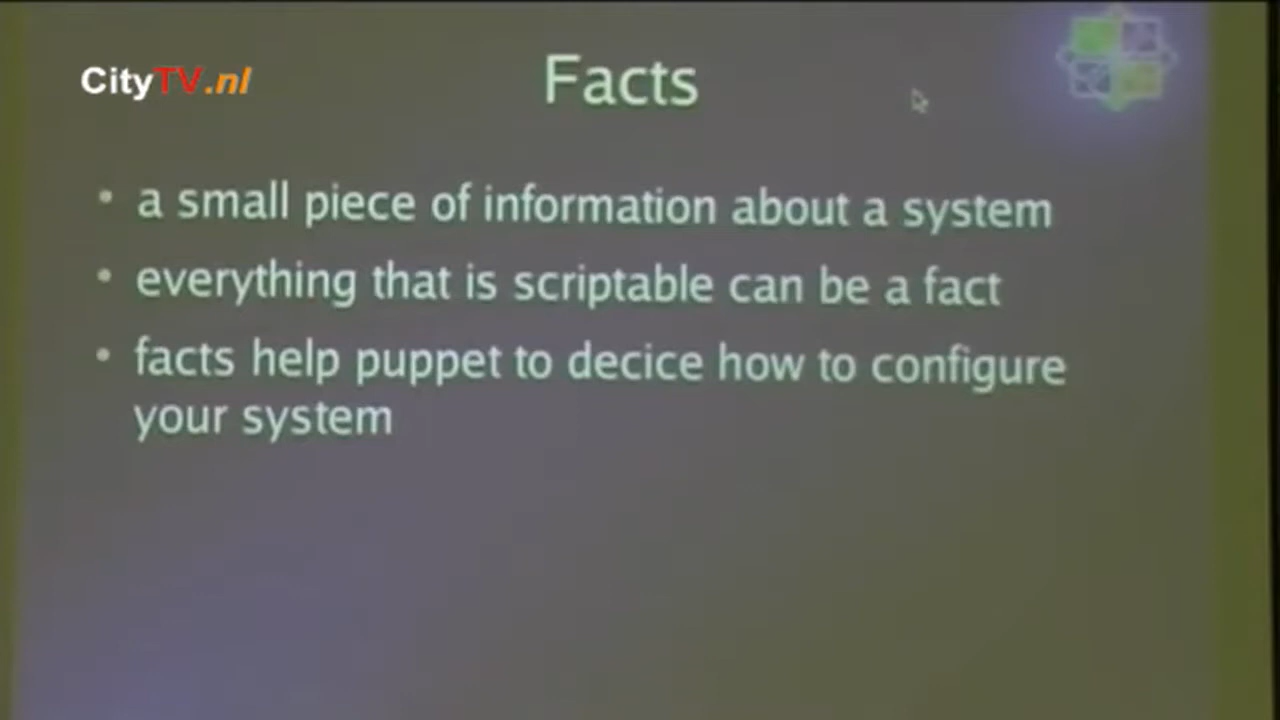 CityTV.nl
Facts
• a small piece of information about a system
• everything that is scriptable can be a fact
• facts help puppet to decice how to configure
your system